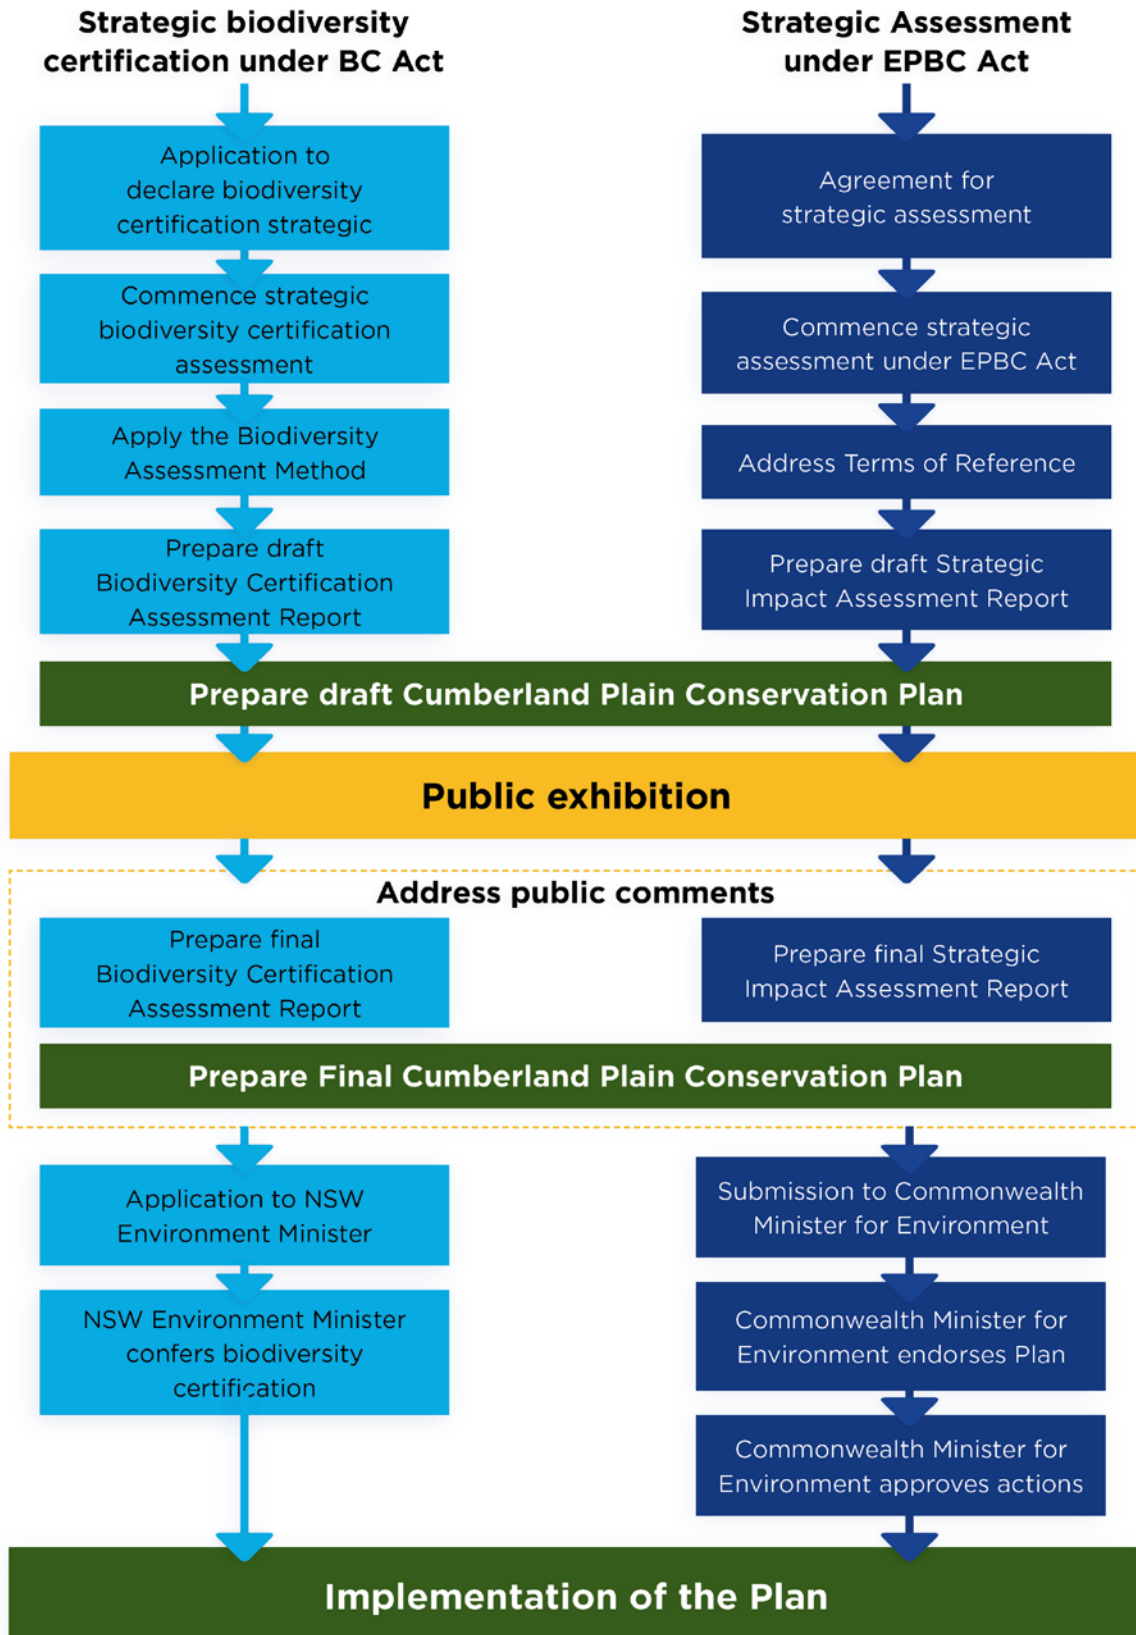 Strategic biodiversity
certification under BC Act
Strategic Assessment
under EPBC Act
Application to
declare biodiversity
certification strategic
Agreement for
strategic assessment
Commence strategic
biodiversity certification
assessment
Commence strategic
assessment under EPBC Act
Apply the Biodiversity
Assessment Method
Address Terms of Reference
Prepare draft
Biodiversity Certification
Assessment Report
Prepare draft Strategic
Impact Assessment Report
Prepare draft Cumberland Plain Conservation Plan
Public exhibition
Address public comments
Prepare final
Biodiversity Certification
Assessment Report
Prepare final Strategic
Impact Assessment Report
Prepare Final Cumberland Plain Conservation Plan
Application to NSW
Environment Minister
Submission to Commonwealth
Minister for Environment
NSW Environment Minister
confers biodiversity
certification
Commonwealth Minister for
Environment endorses Plan
Commonwealth Minister for
Environment approves actions
Implementation of the Plan